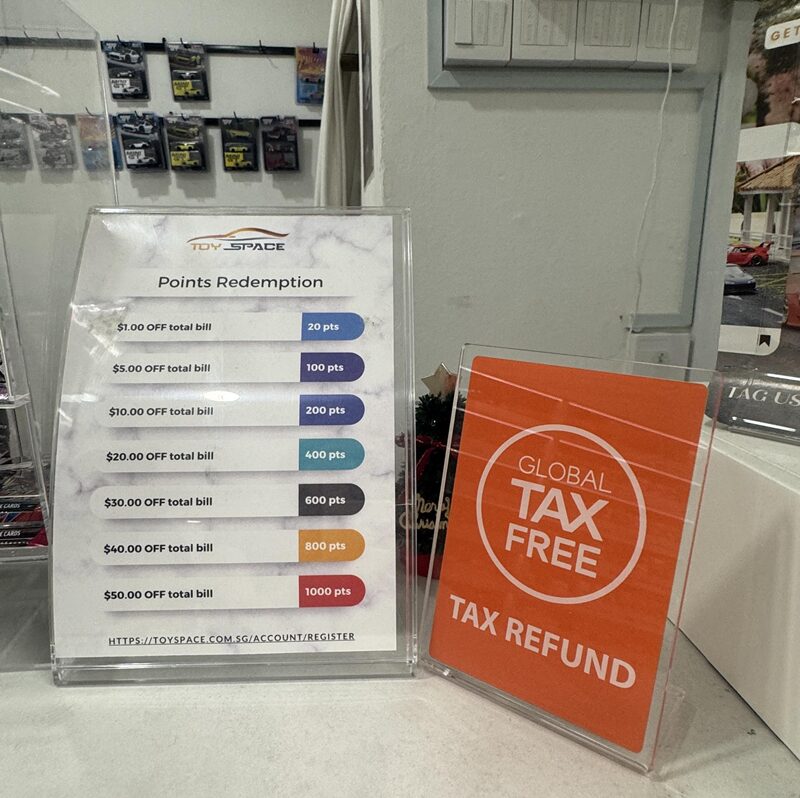 TOY SPACE
Points Redemption
$1.00 OFF total bill 20 pts
$5.00 OFF total bill 100 pts
$10.00 OFF total bill 200 pts
$20.00 OFF total bill 400 pts
$30.00 OFF total bill 600 pts
$40.00 OFF total bill 800 pts
$50.00 OFF total bill 1000 pts
HTTPS://TOYSPACE.COM.SG/ACCOUNT/REGISTER
GLOBAL
TAX
FREE
TAX REFUND
GET
TAG US
Merry
CARDS